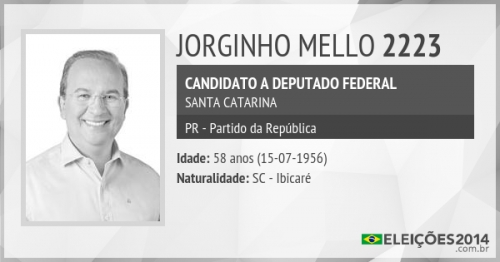 JORGINHO MELLO 2223
CANDIDATO A DEPUTADO FEDERAL
SANTA CATARINA
PR - Partido da República
Idade: 58 anos (15-07-1956)
Naturalidade: SC - Ibicaré
ELEIÇÕES2014
.com.br